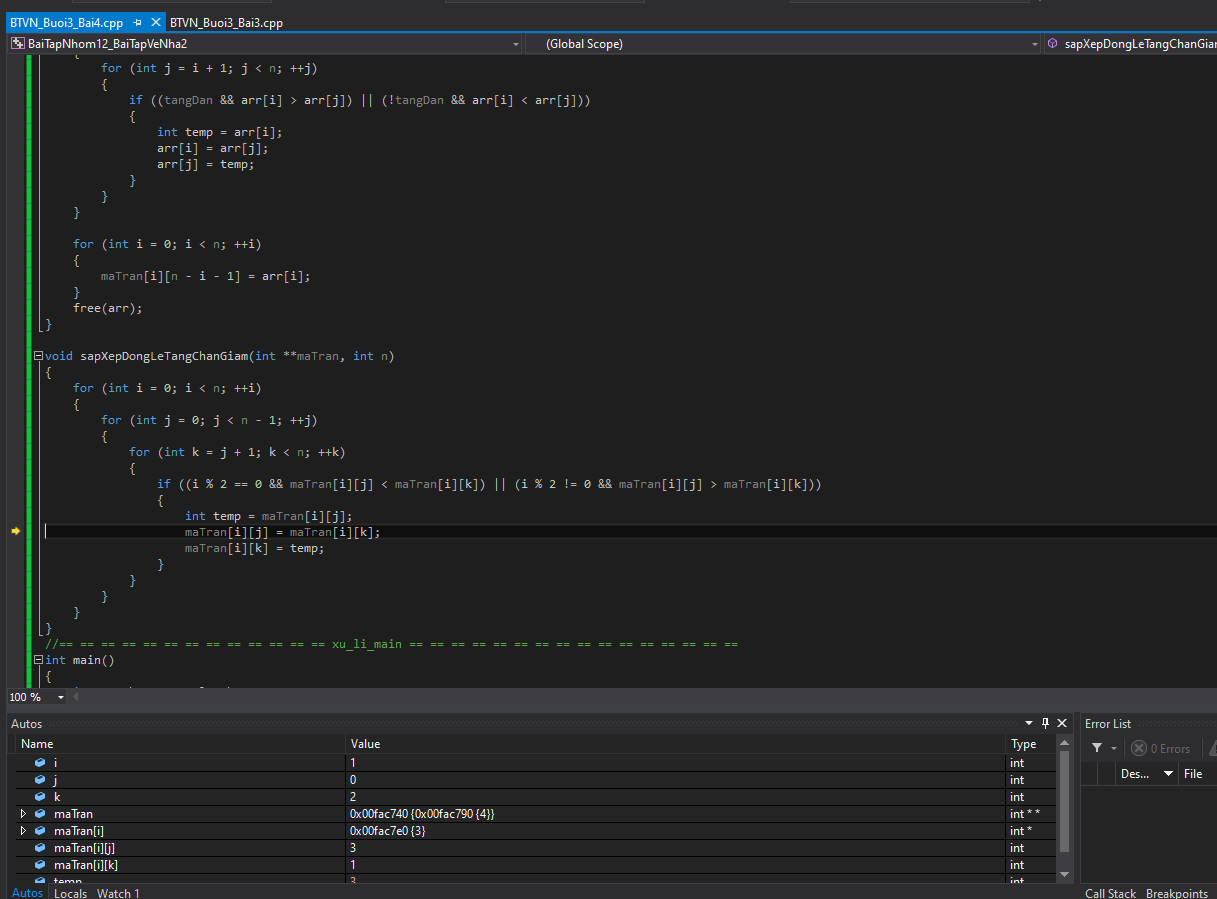 BTVN_Buoi3_Bai4.cpp BTVN_Buoi3_Bai3.cpp
BaiTapNhom12_BaiTapVeNha2 (Global Scope) sapXepDongLeTangChanGiam
for (int j = i + 1; j < n; ++j)
{
if ((tangDan && arr[i] > arr[j]) || (!tangDan && arr[i] < arr[j]))
{
int temp = arr[i];
arr[i] = arr[j];
arr[j] = temp;
}
}
}
for (int i = 0; i < n; ++i)
{
maTran[i][n - i - 1] = arr[i];
}
free(arr);
}
void sapXepDongLeTangChanGiam(int **maTran, int n)
{
for (int i = 0; i < n; ++i)
{
for (int j = 0; j < n - 1; ++j)
{
for (int k = j + 1; k < n; ++k)
{
if ((i % 2 == 0 && maTran[i][j] < maTran[i][k]) || (i % 2 != 0 && maTran[i][j] > maTran[i][k]))
{
int temp = maTran[i][j];
maTran[i][j] = maTran[i][k];
maTran[i][k] = temp;
}
}
}
}
}
//== == == == == == == == == == == == == xu_li_main == == == == == == == == == == == == == == == ==
int main()
{
100 %
Autos
Name Value Type
i 1 int
j 0 int
k 2 int
maTran 0x00fac740 {0x00fac790 {4}} int * *
maTran[i] 0x00fac7e0 {3} int *
maTran[i][j] 3 int
maTran[i][k] 1 int
temp 3 int
Autos Locals Watch 1
Error List
0 Errors
Des... File
Call Stack Breakpoints